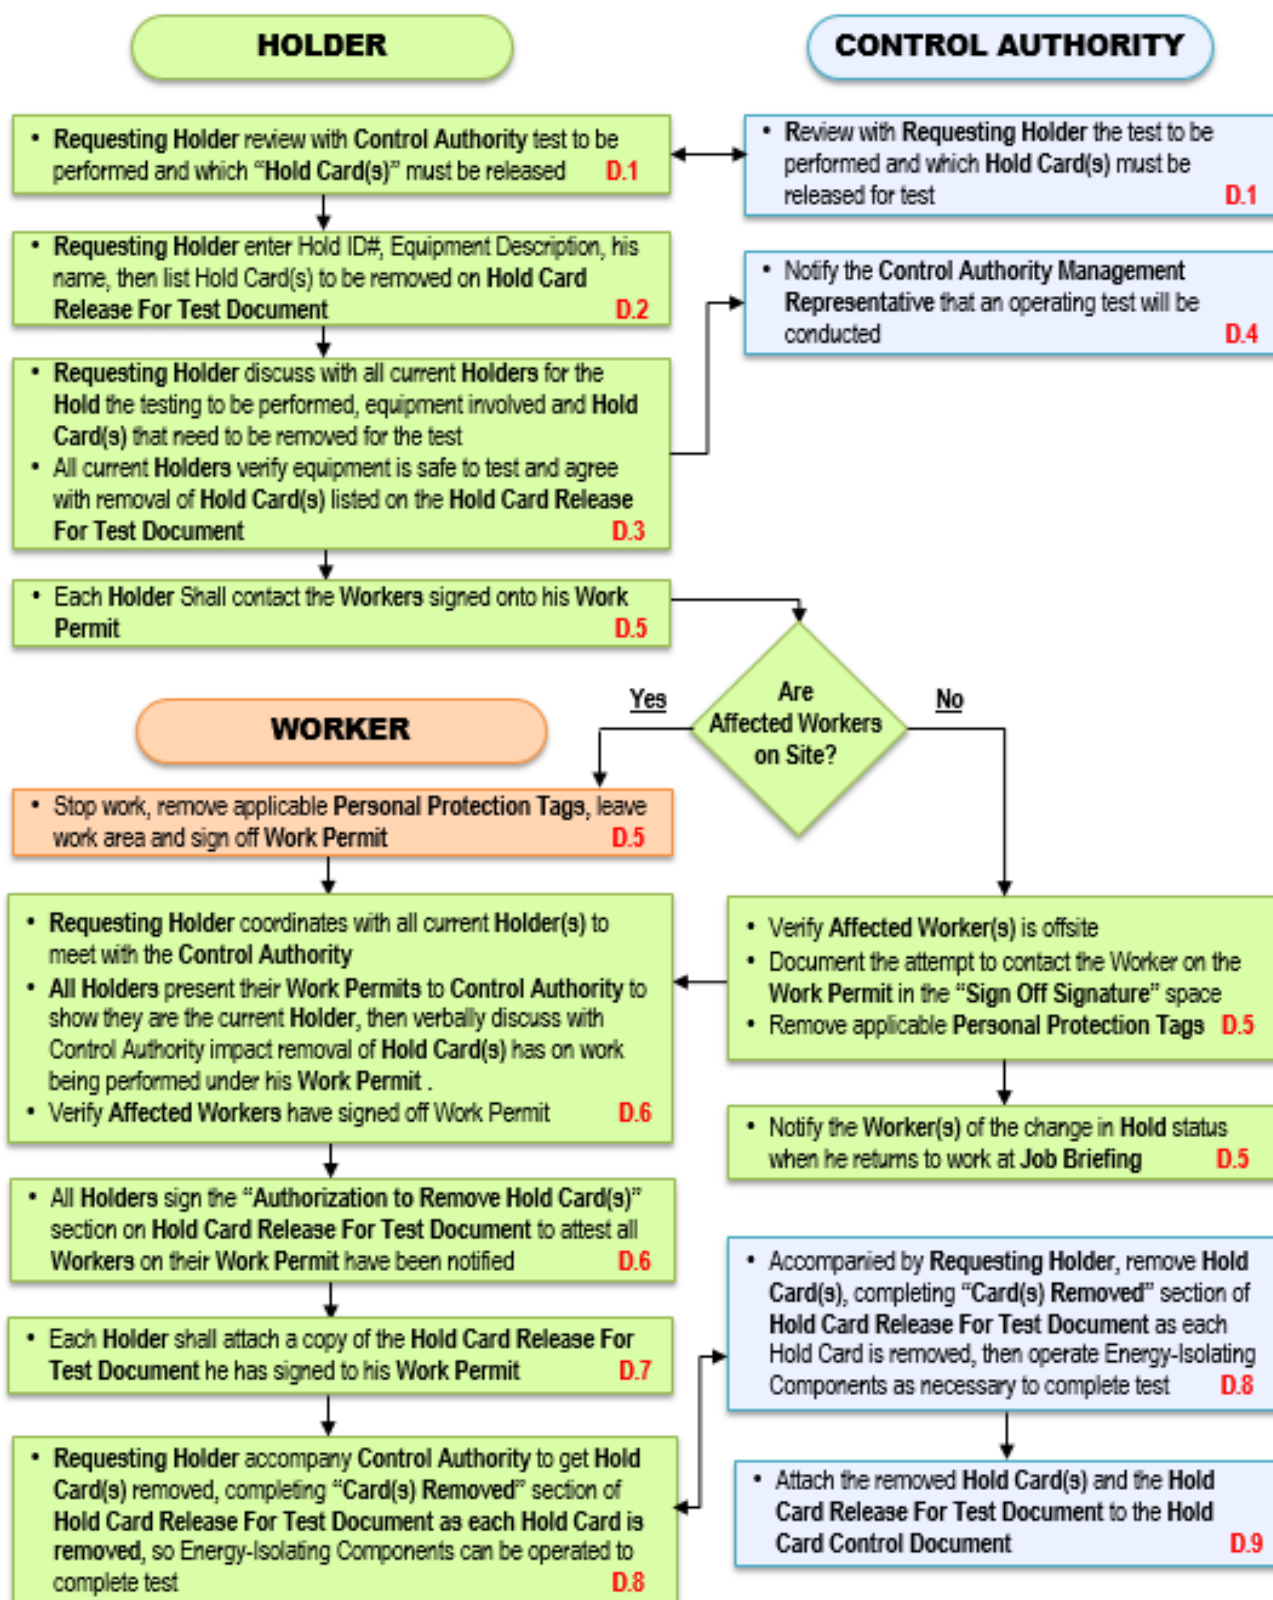 HOLDER
CONTROL AUTHORITY
• Requesting Holder review with Control Authority test to be
performed and which “Hold Card(s)” must be released D.1
• Review with Requesting Holder the test to be
performed and which Hold Card(s) must be
released for test D.1
• Requesting Holder enter Hold ID#, Equipment Description, his
name, then list Hold Card(s) to be removed on Hold Card
Release For Test Document D.2
• Notify the Control Authority Management
Representative that an operating test will be
conducted D.4
• Requesting Holder discuss with all current Holders for the
Hold the testing to be performed, equipment involved and Hold
Card(s) that need to be removed for the test
• All current Holders verify equipment is safe to test and agree
with removal of Hold Card(s) listed on the Hold Card Release
For Test Document D.3
• Each Holder Shall contact the Workers signed onto his Work
Permit D.5
Are
Affected Workers
on Site?
Yes
No
WORKER
• Stop work, remove applicable Personal Protection Tags, leave
work area and sign off Work Permit D.5
• Requesting Holder coordinates with all current Holder(s) to
meet with the Control Authority
• All Holders present their Work Permits to Control Authority to
show they are the current Holder, then verbally discuss with
Control Authority impact removal of Hold Card(s) has on work
being performed under his Work Permit .
• Verify Affected Workers have signed off Work Permit D.6
• Verify Affected Worker(s) is offsite
• Document the attempt to contact the Worker on the
Work Permit in the “Sign Off Signature” space
• Remove applicable Personal Protection Tags D.5
• Notify the Worker(s) of the change in Hold status
when he returns to work at Job Briefing D.5
• All Holders sign the “Authorization to Remove Hold Card(s)”
section on Hold Card Release For Test Document to attest all
Workers on their Work Permit have been notified D.6
• Each Holder shall attach a copy of the Hold Card Release For
Test Document he has signed to his Work Permit D.7
• Accompanied by Requesting Holder, remove Hold
Card(s), completing “Card(s) Removed” section of
Hold Card Release For Test Document as each
Hold Card is removed, then operate Energy-Isolating
Components as necessary to complete test D.8
• Requesting Holder accompany Control Authority to get Hold
Card(s) removed, completing “Card(s) Removed” section of
Hold Card Release For Test Document as each Hold Card is
removed, so Energy-Isolating Components can be operated to
complete test D.8
• Attach the removed Hold Card(s) and the Hold
Card Release For Test Document to the Hold
Card Control Document D.9